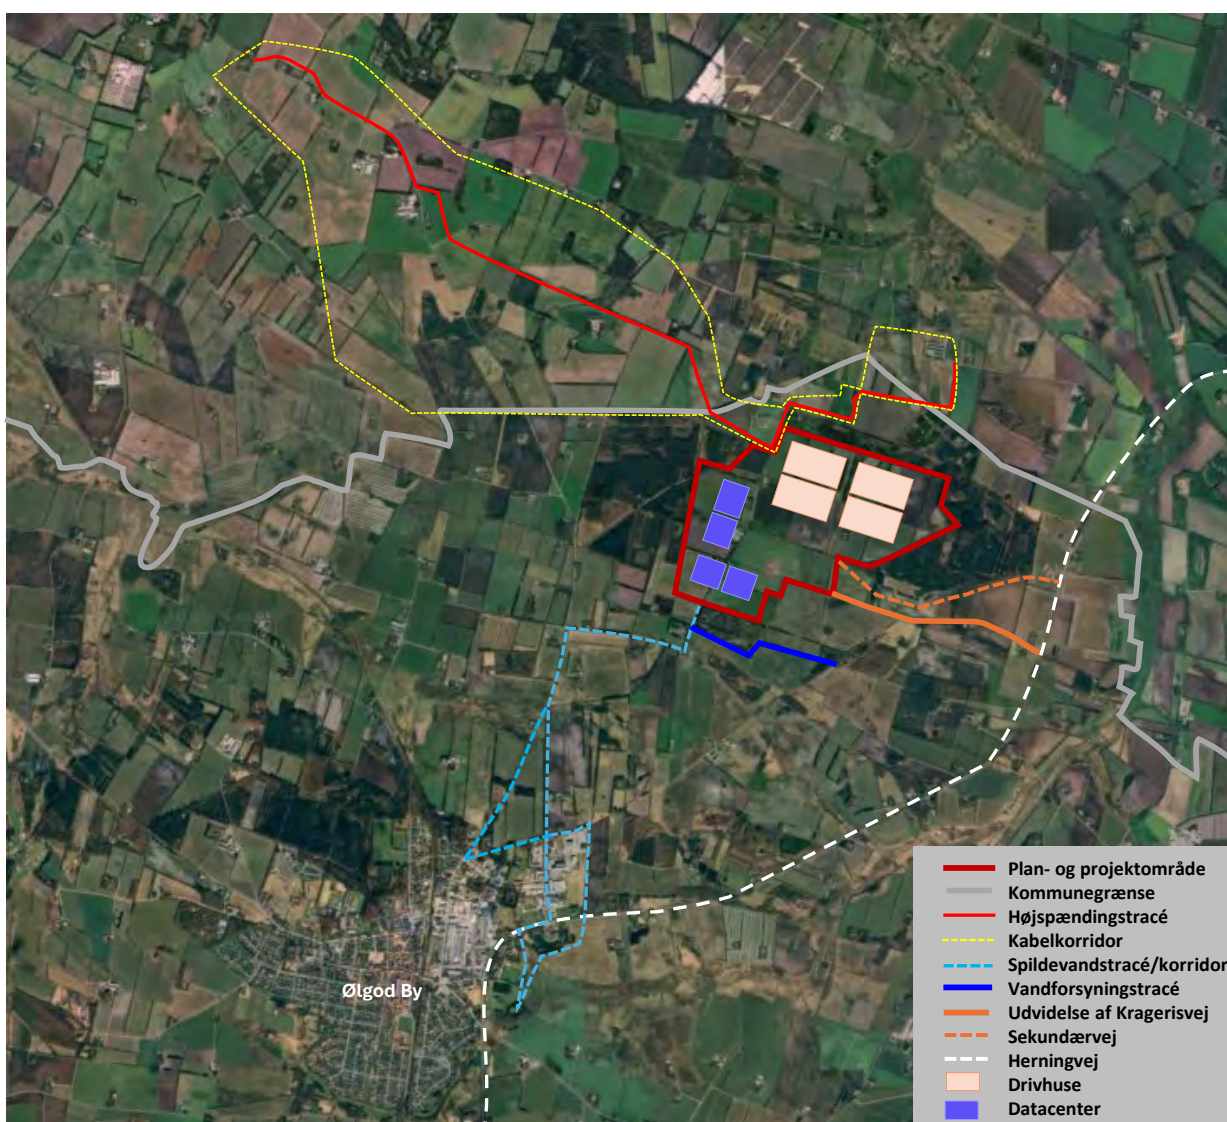 Ølgod By
Plan- og projektområde
Kommunegrænse
Højspændingstracé
Kabelkorridor
Spildevandstracé/korridor
Vandforsyningstracé
Udvidelse af Kragerisvej
Sekundærvej
Herningvej
Drivhuse
Datacenter